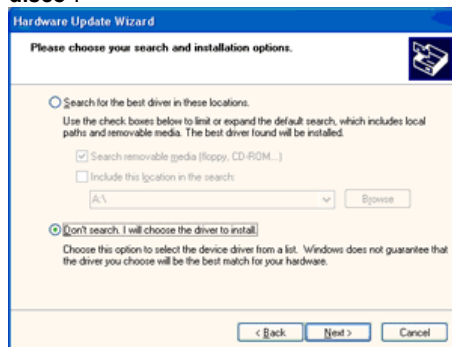 Hardware Update Wizard
Please choose your search and installation options.
Search for the best driver in these locations.
Use the check boxes below to limit or expand the default search, which includes local
paths and removable media. The best driver found will be installed.
Search removable media (floppy, CD-ROM...)
Include this location in the search:
A:\
Browse
Don't search. I will choose the driver to install.
Choose this option to select the device driver from a list. Windows does not guarantee that
the driver you choose will be the best match for your hardware.
< Back Next > Cancel